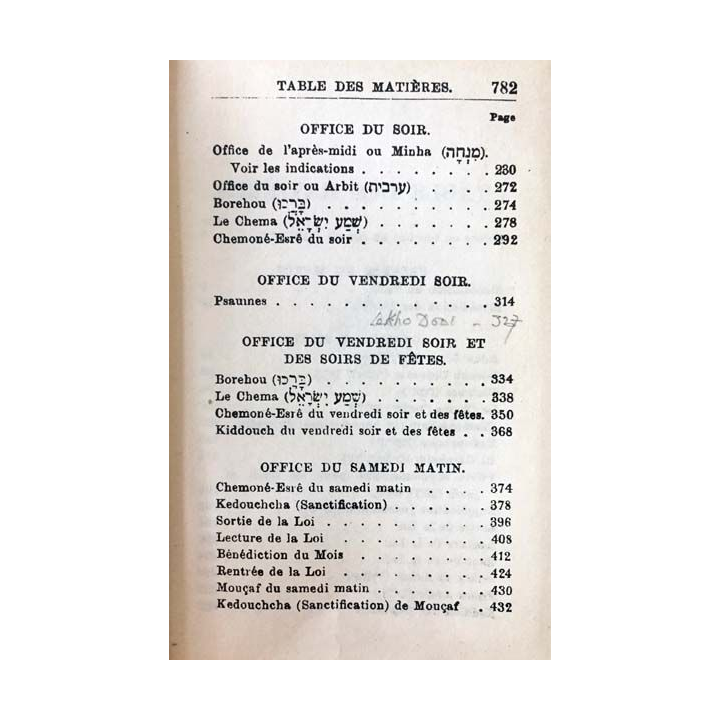 TABLE DES MATIÈRES. 782
Page
OFFICE DU SOIR.
Office de l'après-midi ou Minha (מִנְחָה).
Voir les indications . . . . . . . . 230
Office du soir ou Arbit (ערבית) . . . . . 272
Borehou (בָּרְכוּ) . . . . . . . . . . 274
Le Chema (שְׁמַע יִשְׂרָאֵל) . . . . . . . 278
Chemoné-Esré du soir . . . . . . . . 292
OFFICE DU VENDREDI SOIR.
Psaumes . . . . . . . . . . . . . 314
Lekho Dodi - 327
OFFICE DU VENDREDI SOIR ET
DES SOIRS DE FÊTES.
Borehou (בָּרְכוּ) . . . . . . . . . . 334
Le Chema (שְׁמַע יִשְׂרָאֵל) . . . . . . . 338
Chemoné-Esré du vendredi soir et des fêtes. 350
Kiddouch du vendredi soir et des fêtes . . 368
OFFICE DU SAMEDI MATIN.
Chemoné-Esré du samedi matin . . . . 374
Kedouchcha (Sanctification) . . . . . . 378
Sortie de la Loi . . . . . . . . . . 396
Lecture de la Loi . . . . . . . . . 408
Bénédiction du Mois . . . . . . . . 412
Rentrée de la Loi . . . . . . . . . 424
Mouçaf du samedi matin . . . . . . . 430
Kedouchcha (Sanctification) de Mouçaf . 432